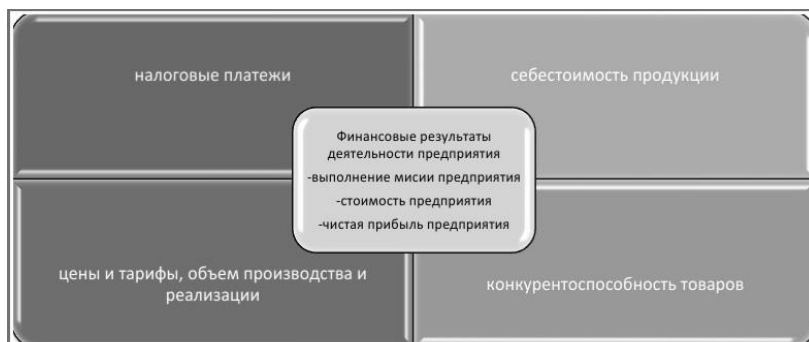 налоговые платежи
себестоимость продукции
Финансовые результаты
деятельности предприятия
-выполнение мисии предприятия
-стоимость предприятия
-чистая прибыль предприятия
цены и тарифы, объем производства и
реализации
конкурентоспособность товаров